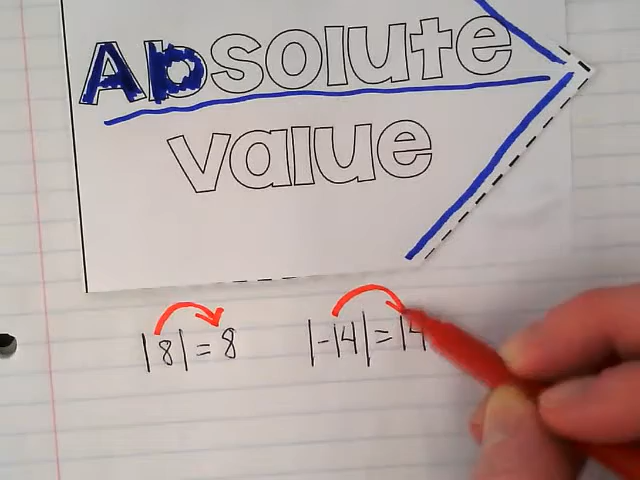 Absolute
value
|8| = 8 |-14| = 14